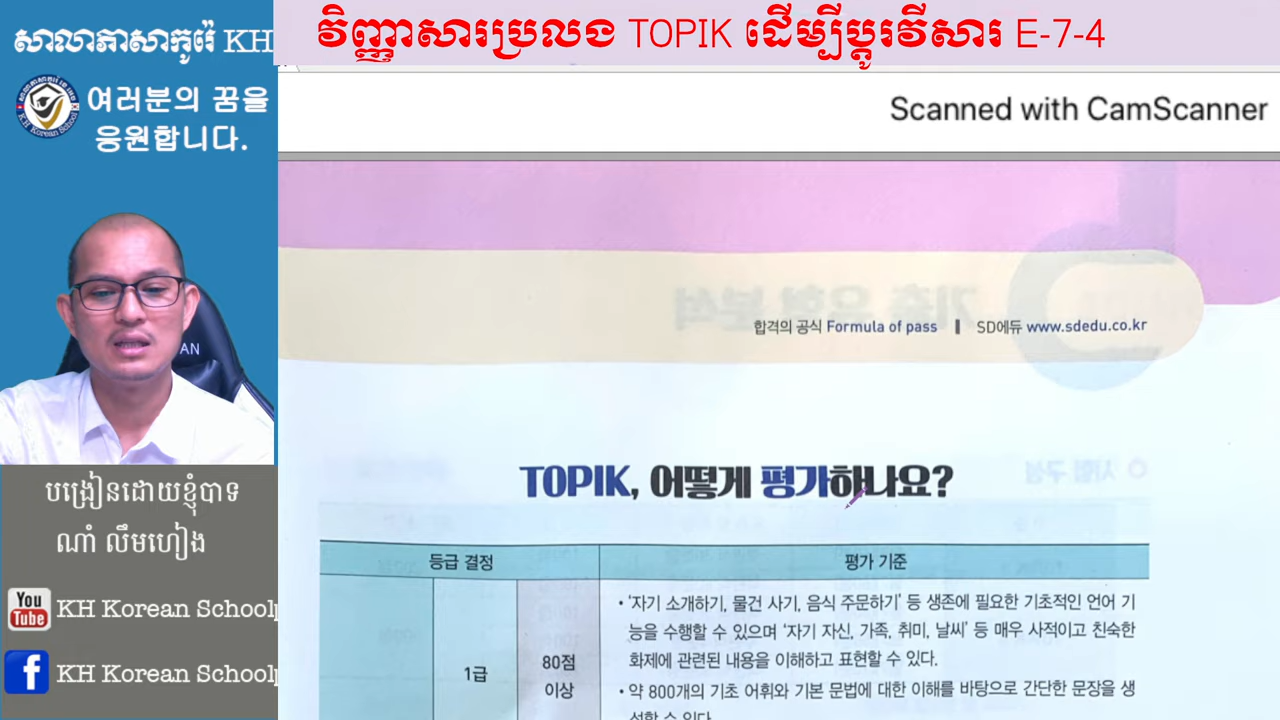 សាលាភាសាកូរ៉េ KH
វិញ្ញាសារប្រលង TOPIK ដើម្បីប្តូរវីសារ E-7-4
여러분의 꿈을
응원합니다.
Scanned with CamScanner
합격의 공식 Formula of pass | SD에듀 www.sdedu.co.kr
TOPIK, 어떻게 평가하나요?
등급 결정
평가 기준
1급
80점
이상
• ‘자기 소개하기, 물건 사기, 음식 주문하기’ 등 생존에 필요한 기초적인 언어 기
능을 수행할 수 있으며 ‘자기 자신, 가족, 취미, 날씨’ 등 매우 사적이고 친숙한
화제에 관련된 내용을 이해하고 표현할 수 있다.
• 약 800개의 기초 어휘와 기본 문법에 대한 이해를 바탕으로 간단한 문장을 생
성할 수 있다.
បង្រៀនដោយខ្ញុំបាទ
ណាំ លឹមហៀង
You
Tube
KH Korean School
KH Korean School